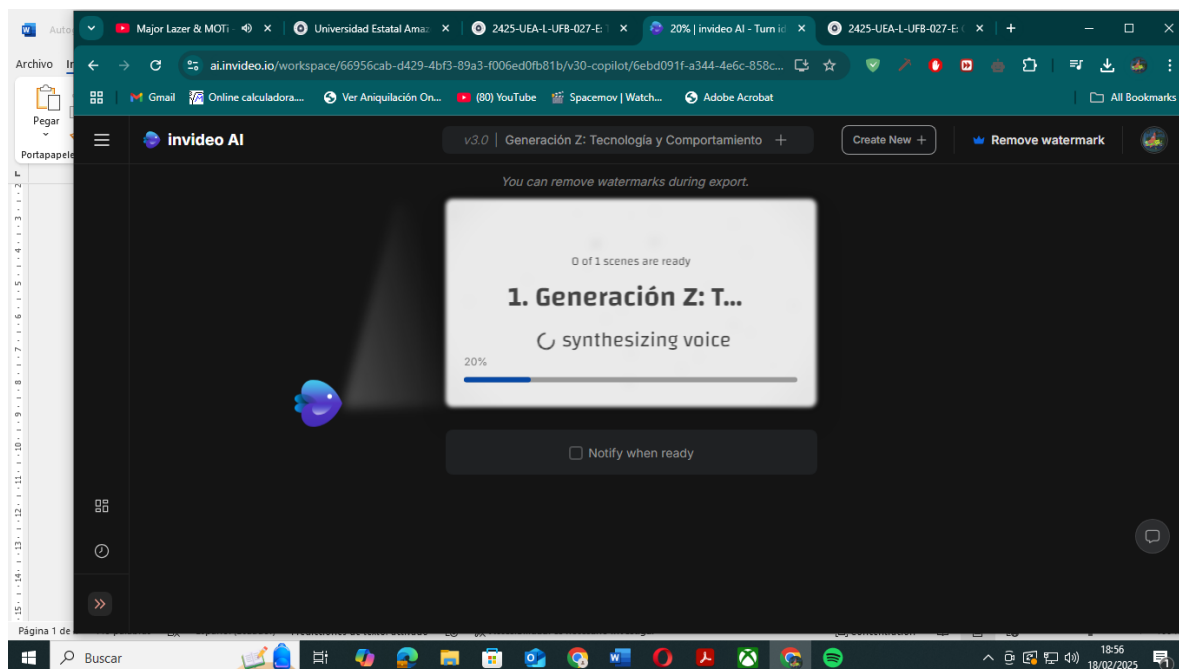 Auto
Major Lazer & MOTi
Universidad Estatal Amaz
2425-UEA-L-UFB-027-E: T
20% | invideo AI - Turn id
2425-UEA-L-UFB-027-E: (
Archivo
ai.invideo.io/workspace/66956cab-d429-4bf3-89a3-f006ed0fb81b/v30-copilot/6ebd091f-a344-4e6c-858c...
Gmail
Online calculadora....
Ver Aniquilación On...
(80) YouTube
Spacemov | Watch...
Adobe Acrobat
All Bookmarks
Pegar
Portapapele
invideo AI
v3.0 | Generación Z: Tecnología y Comportamiento +
Create New +
Remove watermark
You can remove watermarks during export.
0 of 1 scenes are ready
1. Generación Z: T...
synthesizing voice
20%
Notify when ready
Página 1 de
Buscar
18:56
18/02/2025